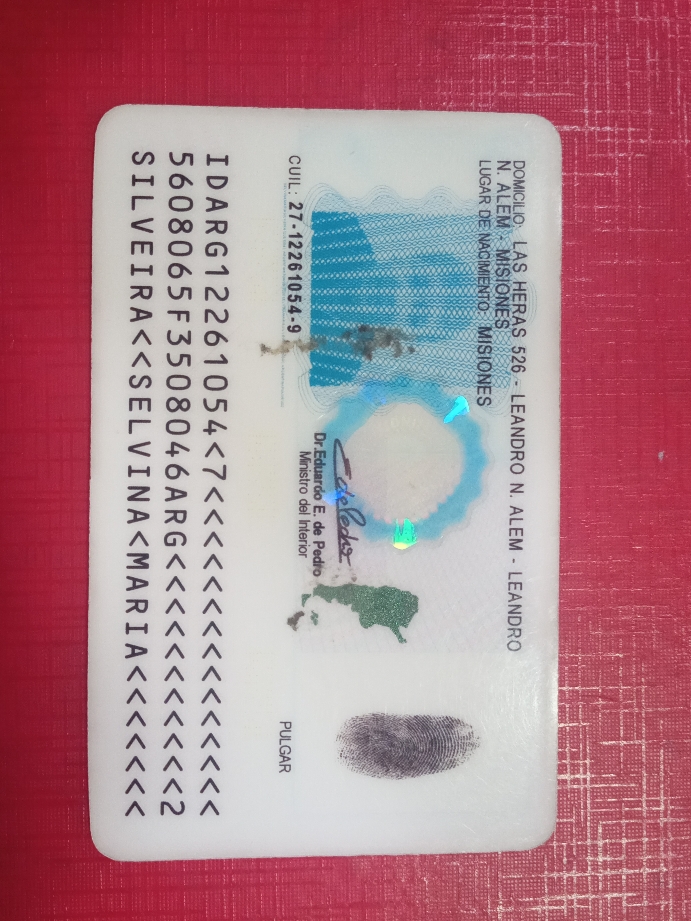 DOMICILIO: LAS HERAS 526 - LEANDRO N. ALEM - LEANDRO
N. ALEM - MISIONES
LUGAR DE NACIMIENTO: MISIONES
CUIL: 27-12261054-9
Dr. Eduardo E. de Pedro
Ministro del Interior
PULGAR
IDARG12261054<7<<<<<<<<<<<<<<<
5608065F3508046ARG<<<<<<<<<<<2
SILVEIRA<<SELVINA<MARIA<<<<<<<